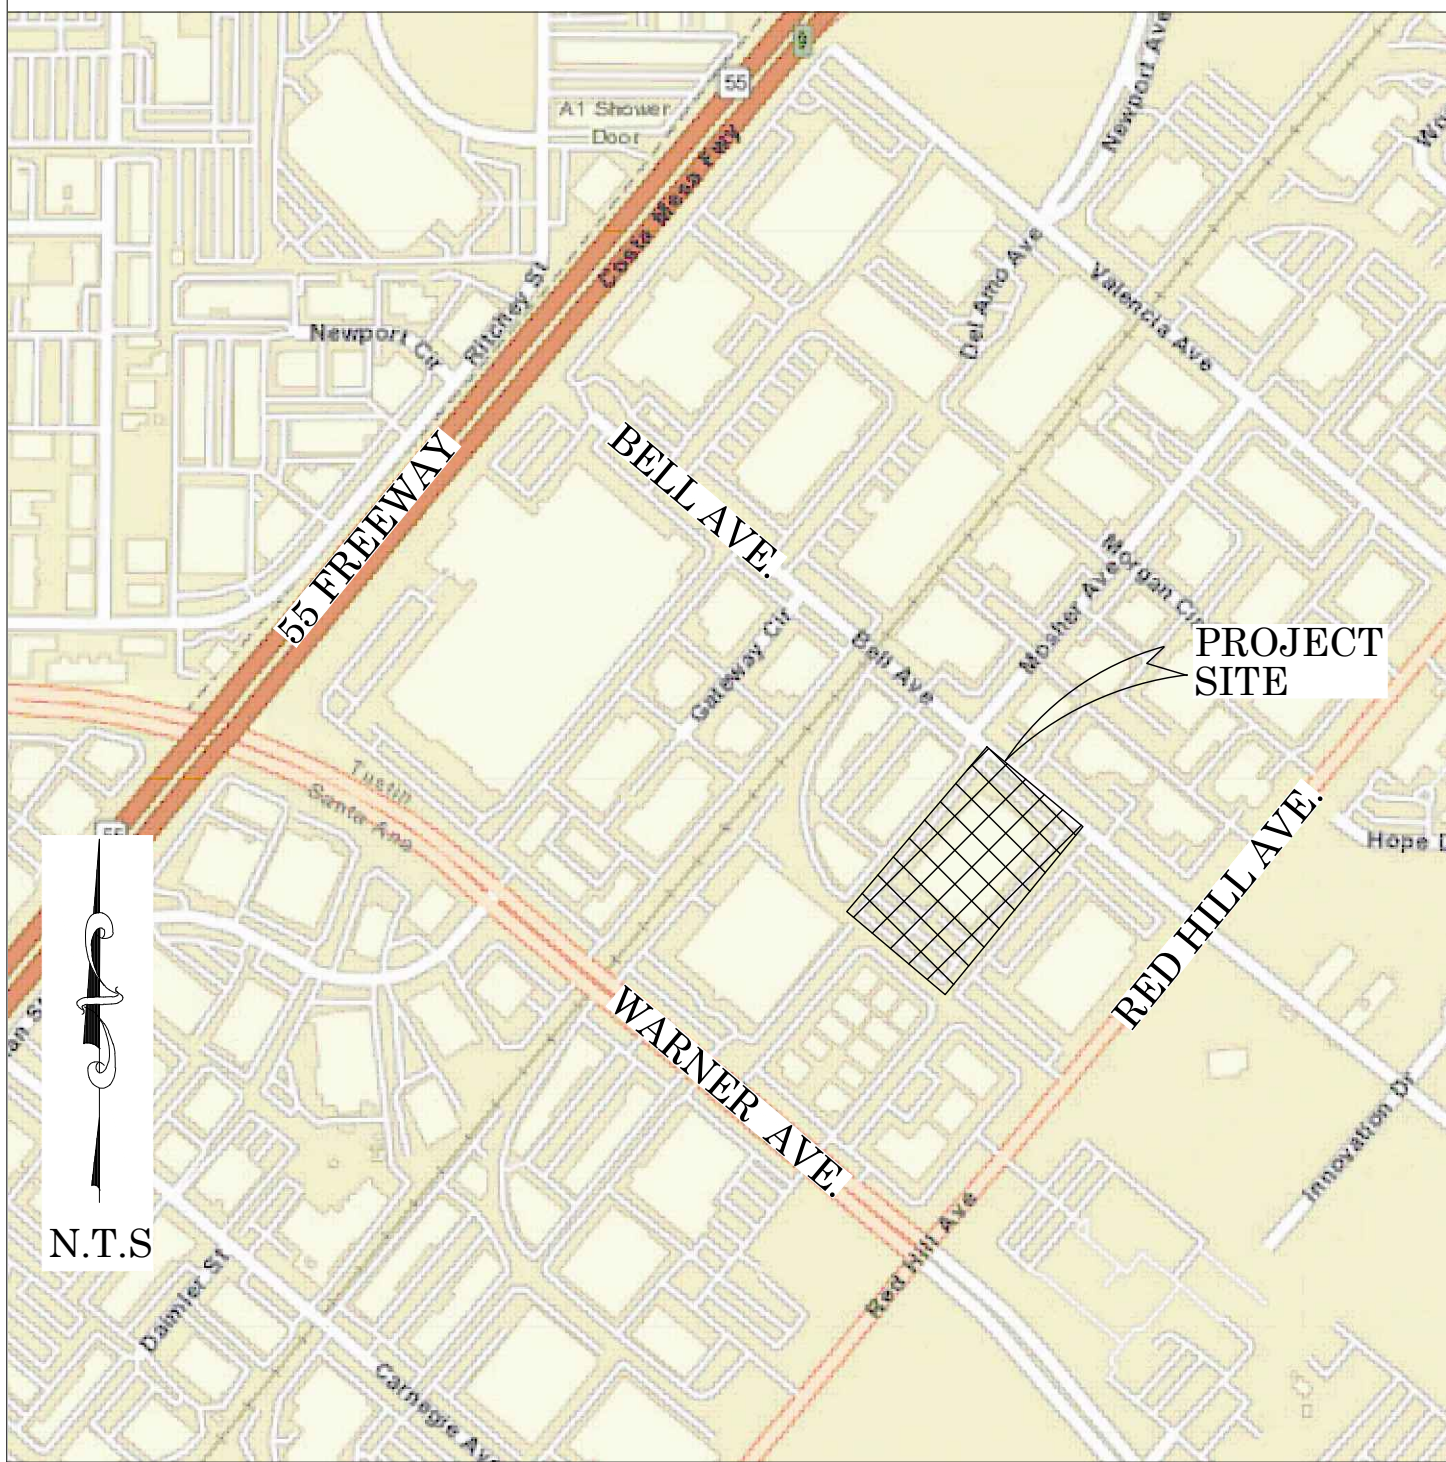 55
A1 Shower
Door
Costa Mesa Fwy
Newport Ave
Del Amo Ave
Valencia Ave
Ritchey St
Newport Cir
BELL AVE.
55 FREEWAY
Morgan Cir
Mosher Ave
Gateway Cir
Bell Ave
PROJECT
SITE
Tustin
Santa Ana
55
RED HILL AVE.
Hope D
an St
WARNER AVE.
Innovation Dr
N.T.S
Red Hill Ave
Daimler St
Carnegie Ave